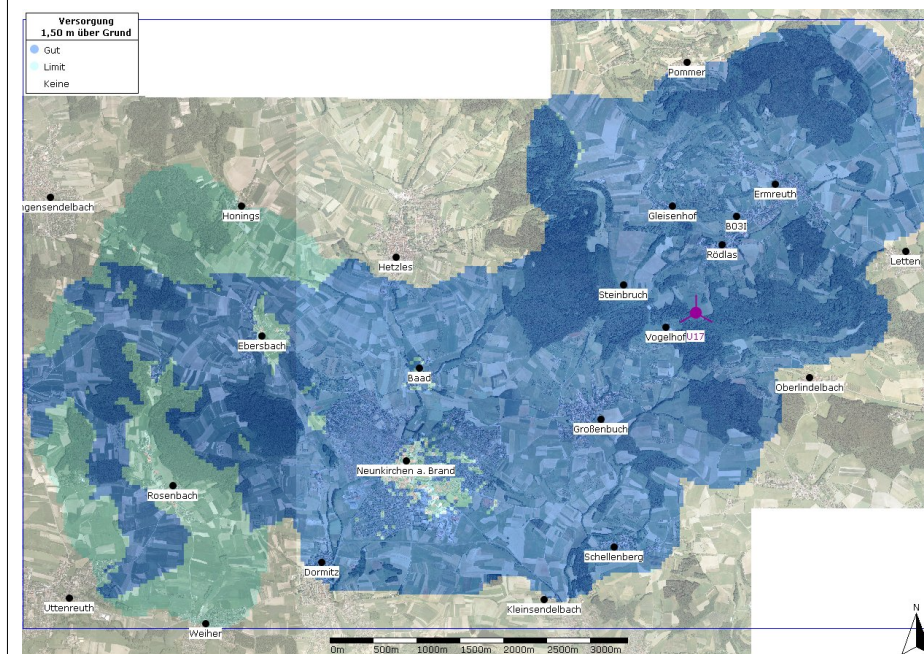 Versorgung
1,50 m über Grund
Gut
Limit
Keine
Pommer
Ermreuth
ngensendelbach
Honings
Gleisenhof
B03I
Rödlas
Hetzles
Letten
Steinbruch
Vogelhof U17
Ebersbach
Baad
Oberlindelbach
Großenbuch
Neunkirchen a. Brand
Rosenbach
Schellenberg
Dormitz
Uttenreuth
Kleinsendelbach
Weiher
N
0m 500m 1000m 1500m 2000m 2500m 3000m